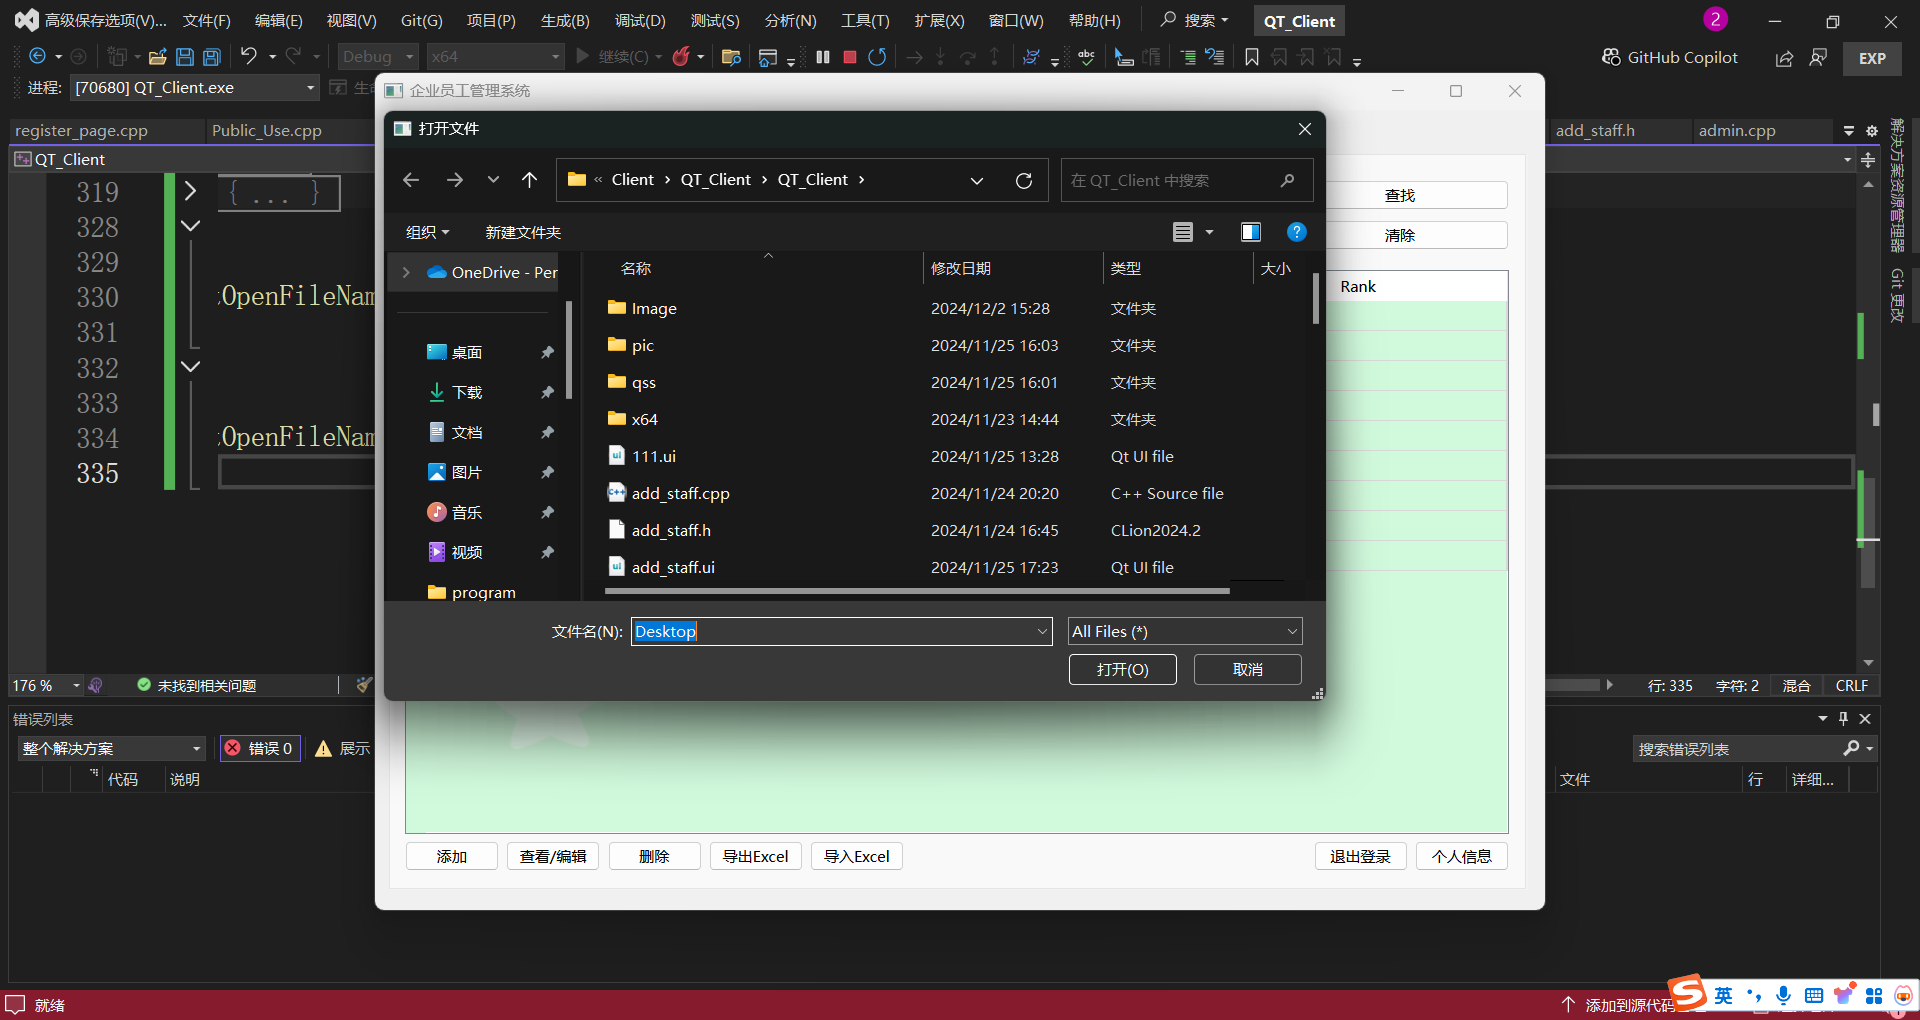 高级保存选项(V)... 文件(F) 编辑(E) 视图(V) Git(G) 项目(P) 生成(B) 调试(D) 测试(S) 分析(N) 工具(T) 扩展(X) 窗口(W) 帮助(H) 搜索 QT_Client 2
Debug x64 继续(C) abc GitHub Copilot EXP
进程: [70680] QT_Client.exe
企业员工管理系统
register_page.cpp Public_Use.cpp add_staff.h admin.cpp
QT_Client
打开文件
« Client > QT_Client > QT_Client > 在 QT_Client 中搜索
组织 新建文件夹 ?
OneDrive - Per
桌面
下载
文档
图片
音乐
视频
program
名称 修改日期 类型 大小
Image 2024/12/2 15:28 文件夹
pic 2024/11/25 16:03 文件夹
qss 2024/11/25 16:01 文件夹
x64 2024/11/23 14:44 文件夹
111.ui 2024/11/25 13:28 Qt UI file
add_staff.cpp 2024/11/24 20:20 C++ Source file
add_staff.h 2024/11/24 16:45 CLion2024.2
add_staff.ui 2024/11/25 17:23 Qt UI file
文件名(N): Desktop All Files (*)
打开(O) 取消
319 { ... }
328
329
330 OpenFileNam
331
332
333
334 OpenFileNam
335
查找
清除
Rank
解决方案资源管理器
Git 更改
176 % 未找到相关问题 行: 335 字符: 2 混合 CRLF
错误列表
整个解决方案 错误 0 展示 搜索错误列表
代码 说明 文件 行 详细...
添加 查看/编辑 删除 导出Excel 导入Excel 退出登录 个人信息
就绪 添加到源代码
英